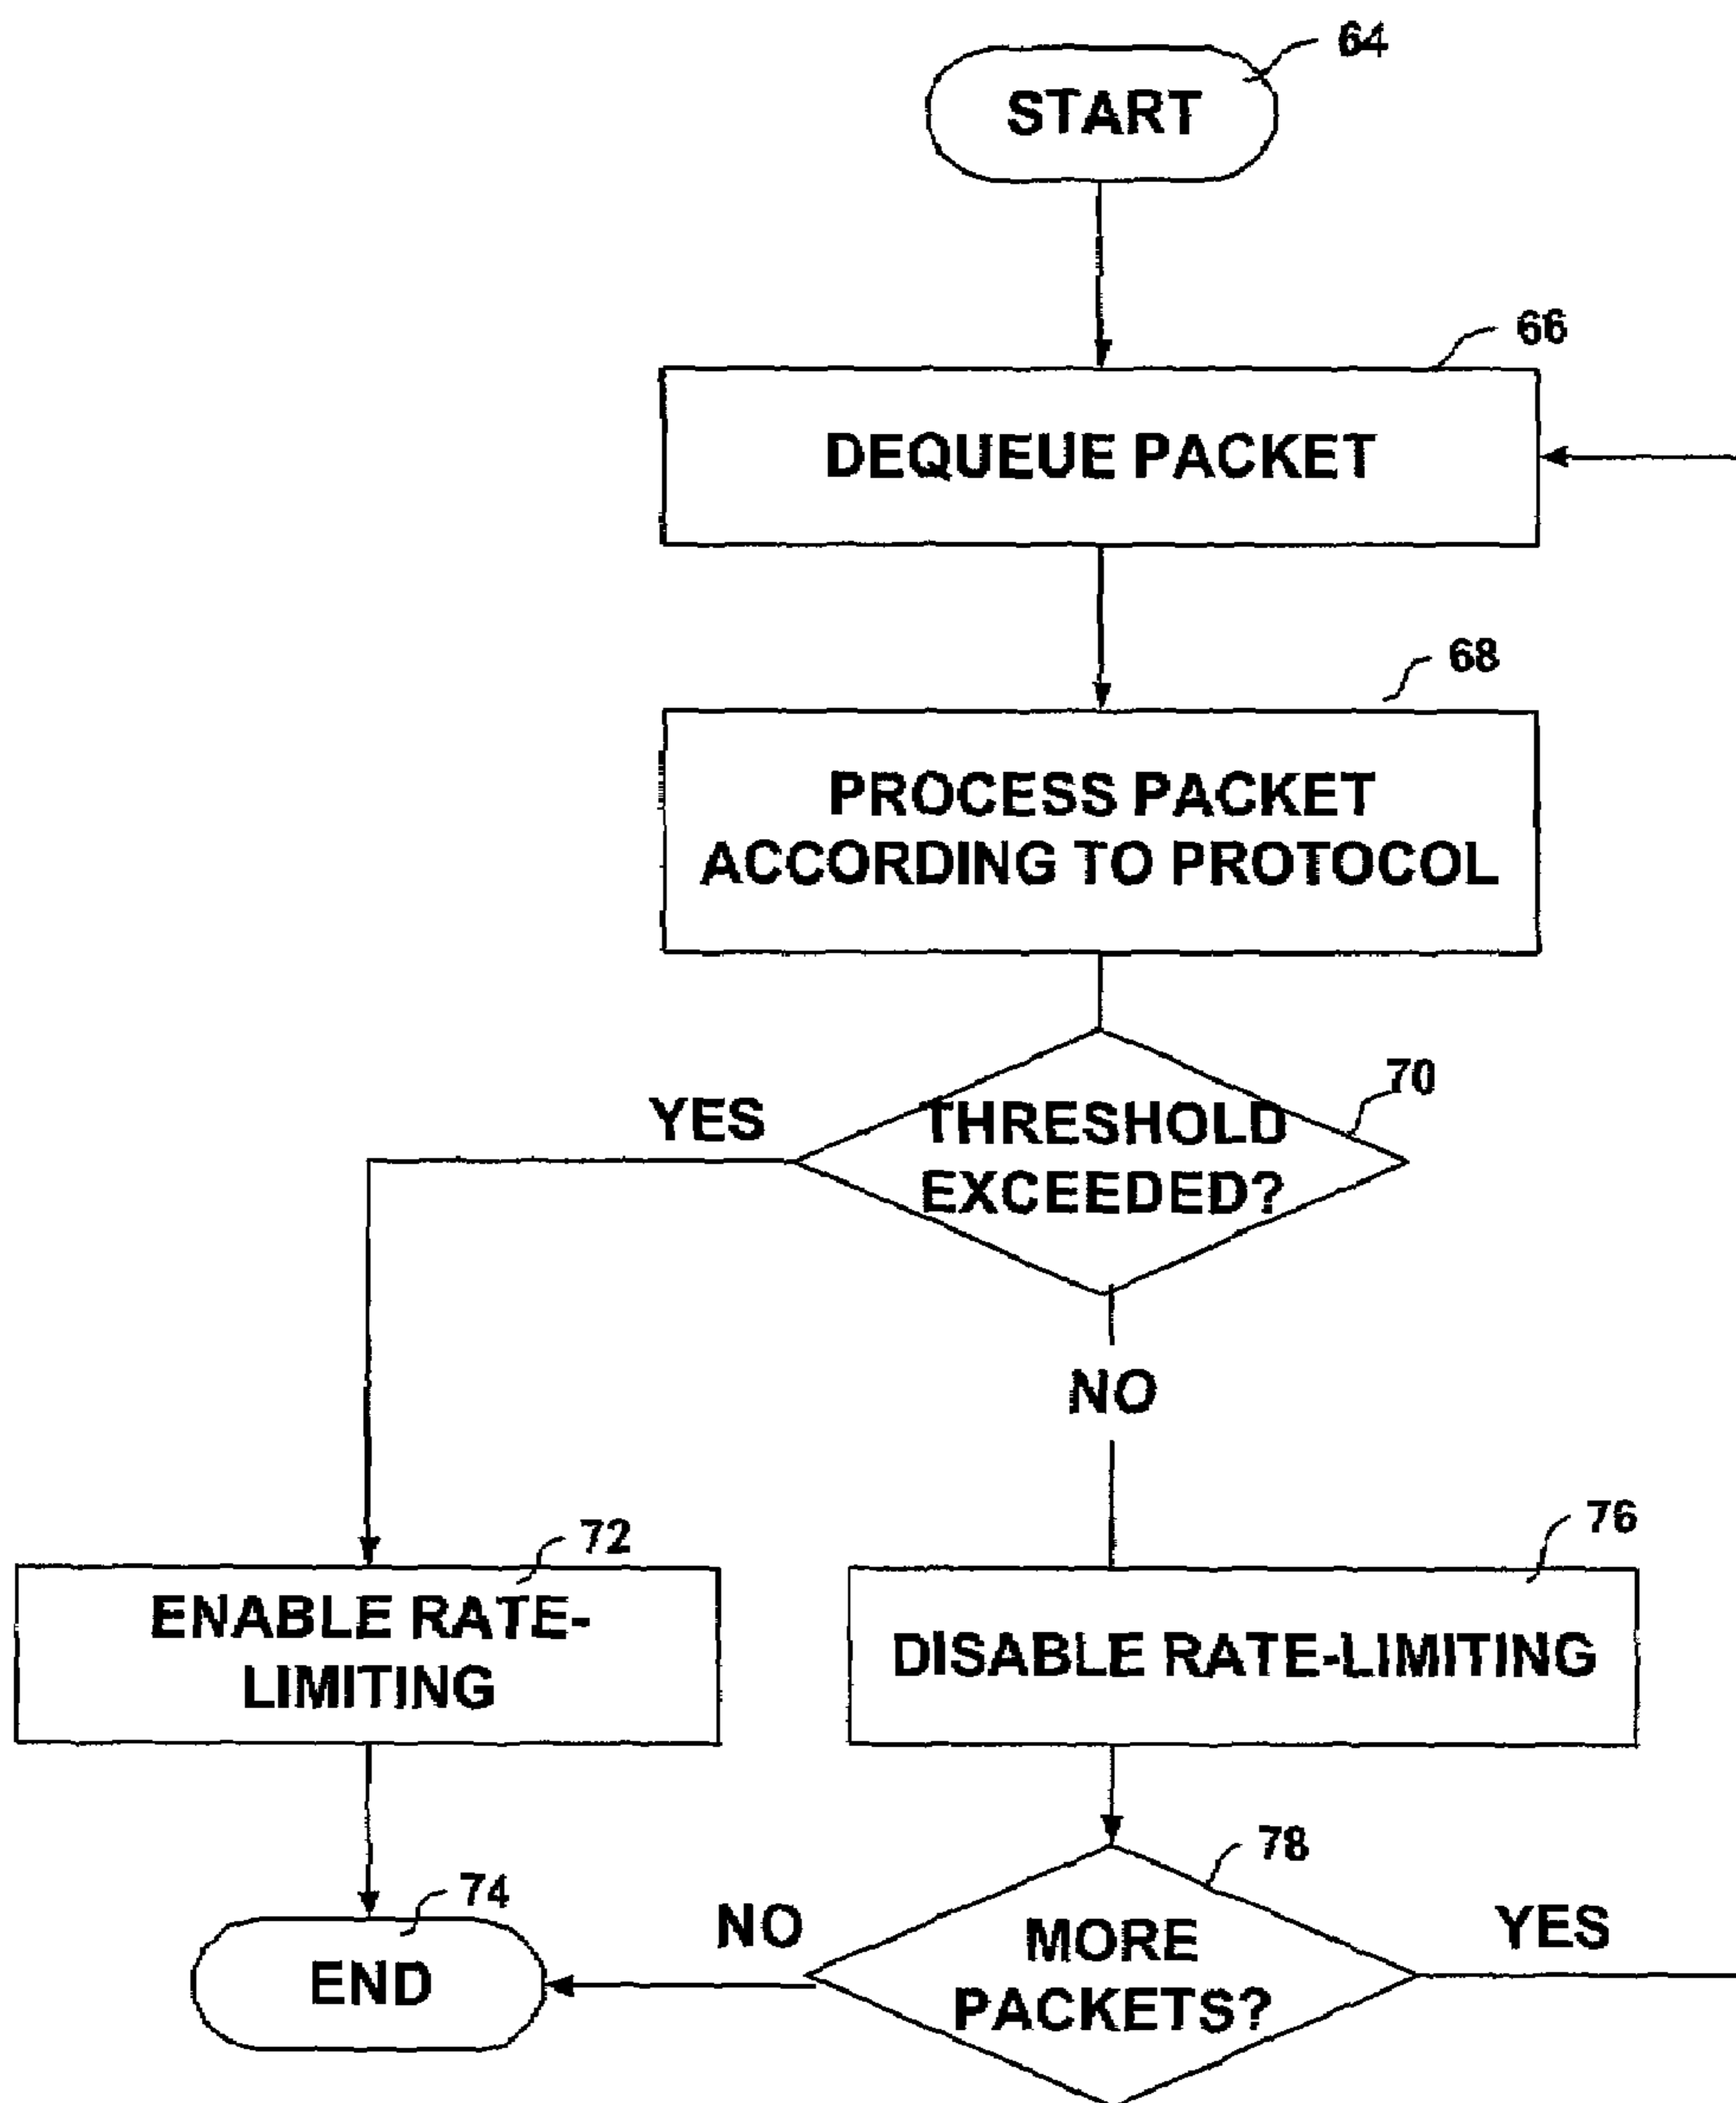 64
START
66
DEQUEUE PACKET
68
PROCESS PACKET
ACCORDING TO PROTOCOL
70
YES
THRESHOLD
EXCEEDED?
NO
72
76
ENABLE RATE-
LIMITING
DISABLE RATE-LIMITING
78
74
NO
YES
MORE
PACKETS?
END